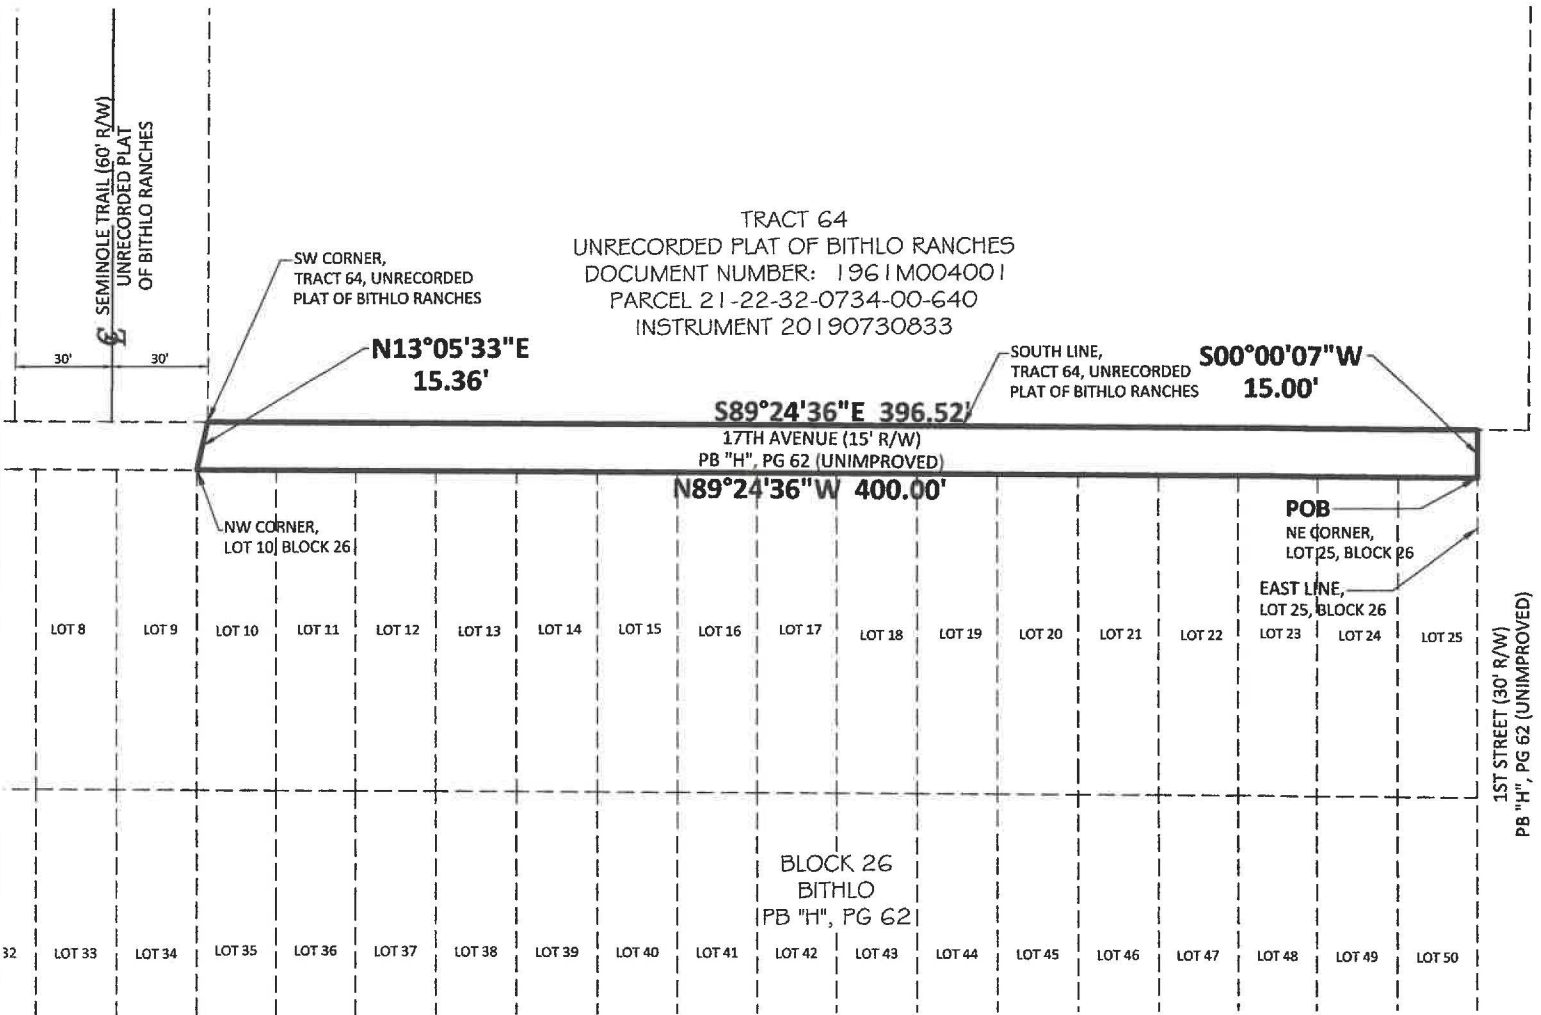 SEMINOLE TRAIL (60' R/W)
UNRECORDED PLAT
OF BITHLO RANCHES
30'
30'
SW CORNER,
TRACT 64, UNRECORDED
PLAT OF BITHLO RANCHES
N13°05'33"E
15.36'
TRACT 64
UNRECORDED PLAT OF BITHLO RANCHES
DOCUMENT NUMBER: 1961M004001
PARCEL 21-22-32-0734-00-640
INSTRUMENT 20190730833
SOUTH LINE,
TRACT 64, UNRECORDED
PLAT OF BITHLO RANCHES
S00°00'07"W
15.00'
S89°24'36"E 396.52'
17TH AVENUE (15' R/W)
PB "H", PG 62 (UNIMPROVED)
N89°24'36"W 400.00'
NW CORNER,
LOT 10, BLOCK 26
POB
NE CORNER,
LOT 25, BLOCK 26
EAST LINE,
LOT 25, BLOCK 26
LOT 8
LOT 9
LOT 10
LOT 11
LOT 12
LOT 13
LOT 14
LOT 15
LOT 16
LOT 17
LOT 18
LOT 19
LOT 20
LOT 21
LOT 22
LOT 23
LOT 24
LOT 25
1ST STREET (30' R/W)
PB "H", PG 62 (UNIMPROVED)
BLOCK 26
BITHLO
PB "H", PG 62
32
LOT 33
LOT 34
LOT 35
LOT 36
LOT 37
LOT 38
LOT 39
LOT 40
LOT 41
LOT 42
LOT 43
LOT 44
LOT 45
LOT 46
LOT 47
LOT 48
LOT 49
LOT 50